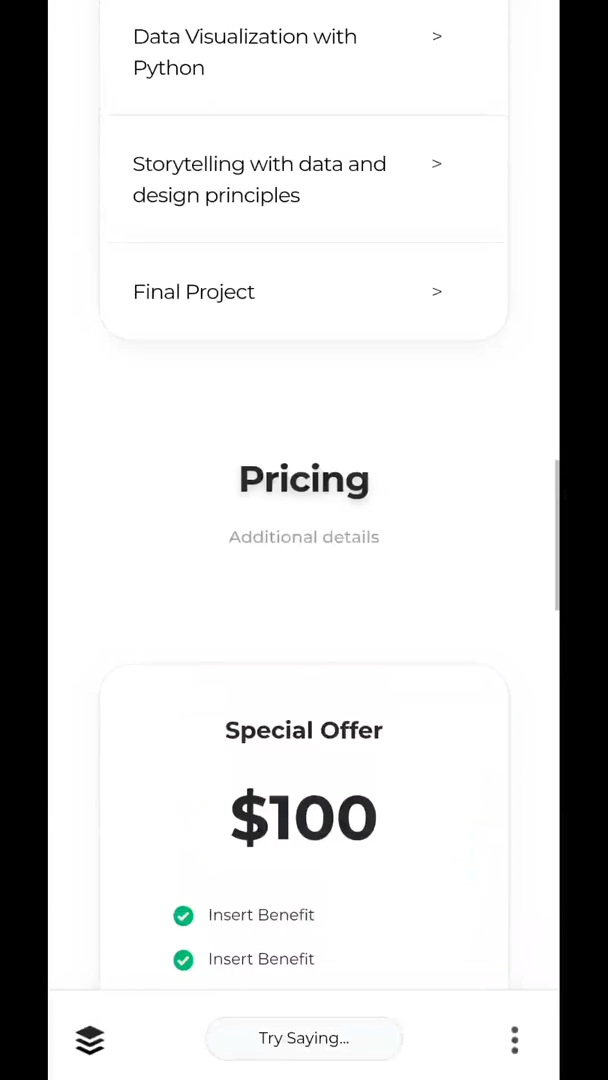 Data Visualization with >
Python
Storytelling with data and >
design principles
Final Project >
Pricing
Additional details
Special Offer
$100
Insert Benefit
Insert Benefit
Try Saying...